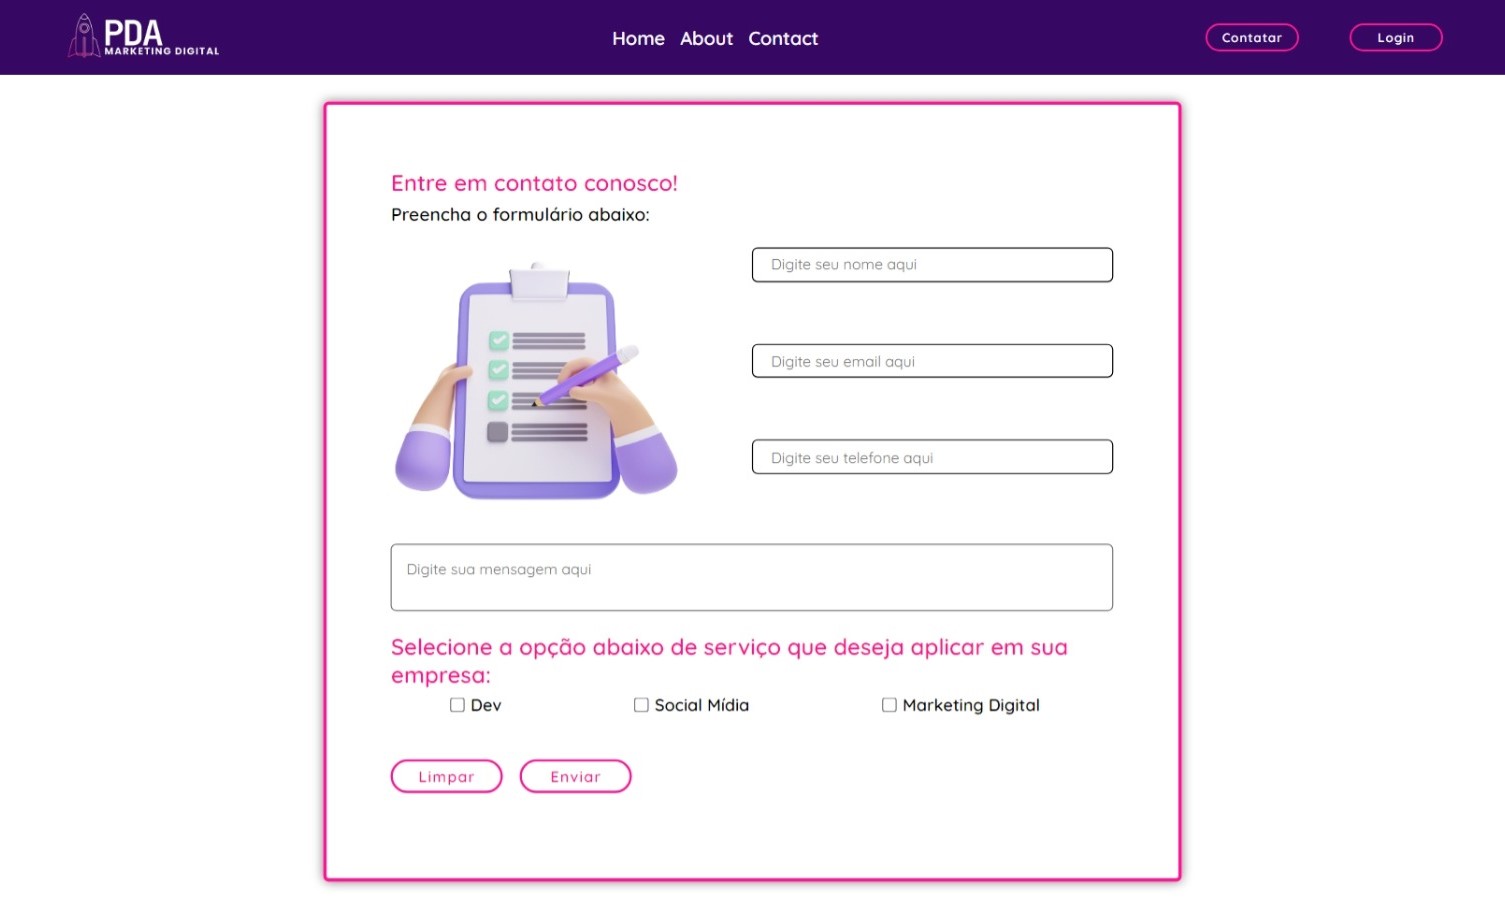 PDA
MARKETING DIGITAL
Home About Contact
Contatar
Login
Entre em contato conosco!
Preencha o formulário abaixo:
Digite seu nome aqui
Digite seu email aqui
Digite seu telefone aqui
Digite sua mensagem aqui
Selecione a opção abaixo de serviço que deseja aplicar em sua
empresa:
Dev Social Mídia Marketing Digital
Limpar Enviar